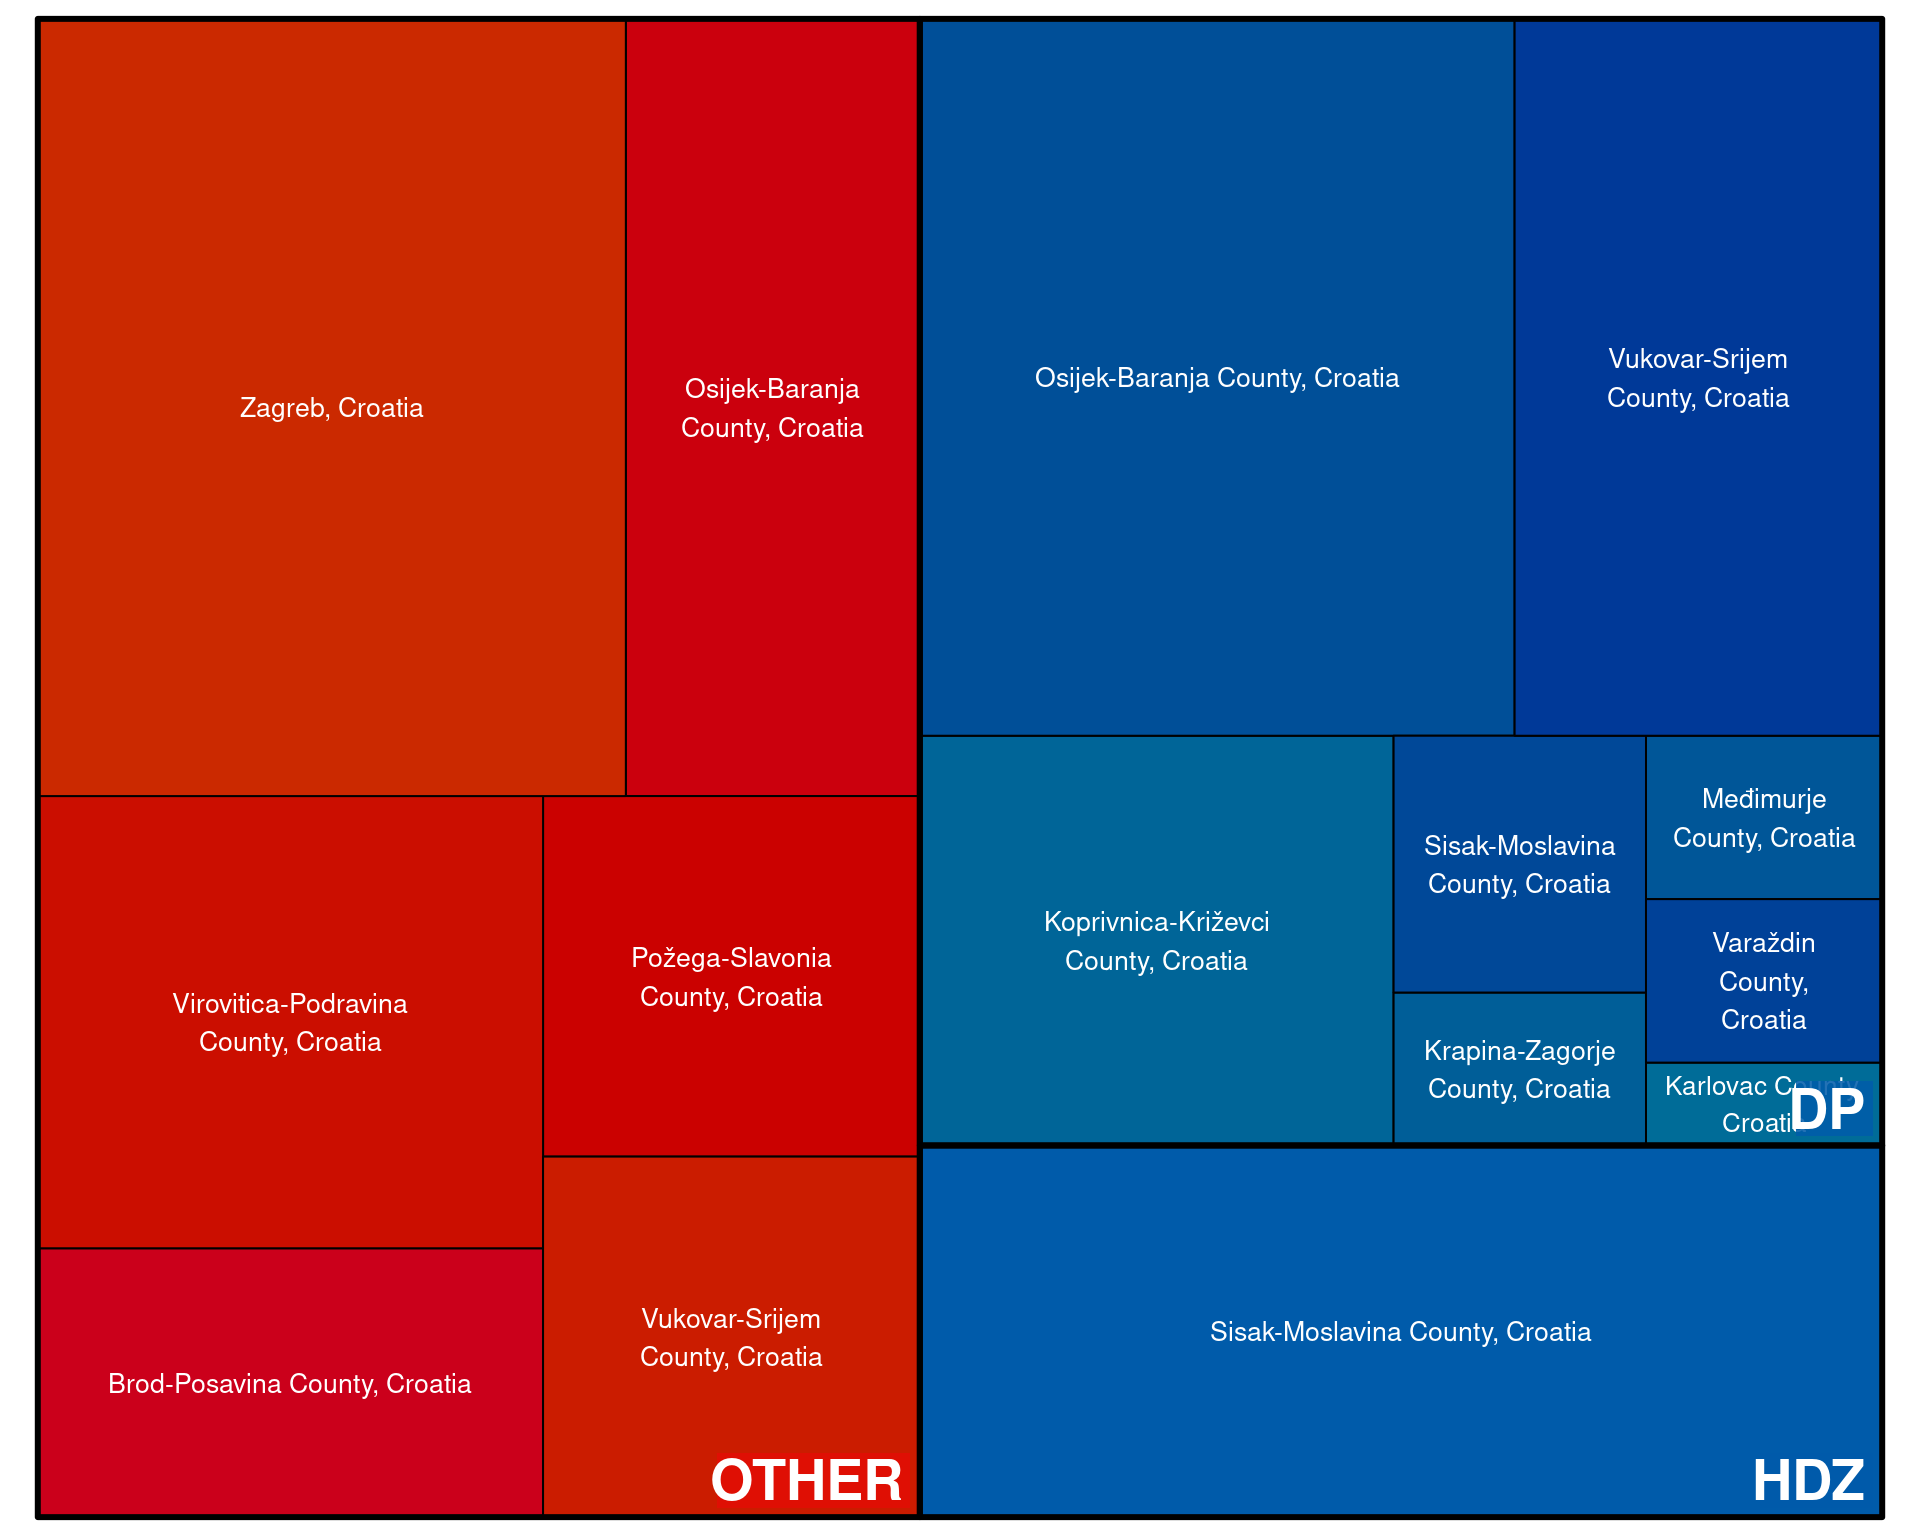 Zagreb, Croatia
Osijek-Baranja
County, Croatia
Virovitica-Podravina
County, Croatia
Požega-Slavonia
County, Croatia
Brod-Posavina County, Croatia
Vukovar-Srijem
County, Croatia
OTHER
Osijek-Baranja County, Croatia
Vukovar-Srijem
County, Croatia
Koprivnica-Križevci
County, Croatia
Sisak-Moslavina
County, Croatia
Krapina-Zagorje
County, Croatia
Međimurje
County, Croatia
Varaždin
County,
Croatia
Karlovac County,
Croatia
DP
Sisak-Moslavina County, Croatia
HDZ